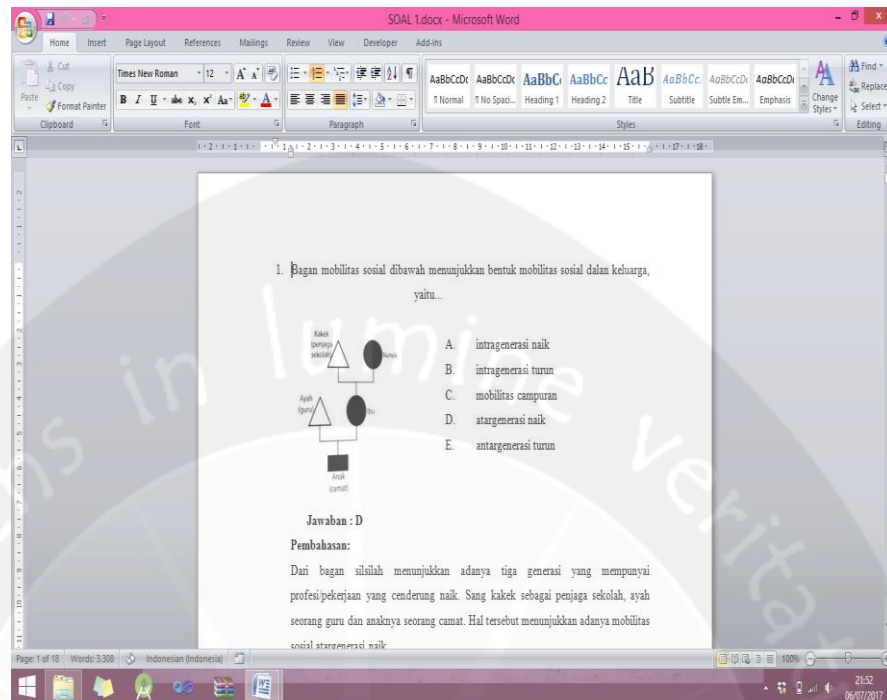 SOAL 1.docx - Microsoft Word
Home Insert Page Layout References Mailings Review View Developer Add-Ins
Paste
Cut
Copy
Format Painter
Clipboard
Times New Roman 12
Font
Paragraph
AaBbCcDc AaBbCcDc AaBbC AaBbCc AaB AaBbCc. AaBbCcDc AaBbCcDc
¶ Normal ¶ No Spaci... Heading 1 Heading 2 Title Subtitle Subtle Em... Emphasis
Change Styles
Styles
Find
Replace
Select
Editing
1. Bagan mobilitas sosial dibawah menunjukkan bentuk mobilitas sosial dalan keluarga,
yaitu...
Kakek
(penjaga
sekolah)
Nenek
Ayah
(guru)
Ibu
Anak
(camat)
A. intragenerasi naik
B. intragenerasi turun
C. mobilitas campuran
D. atargenerasi naik
E. antargenerasi turun
Jawaban : D
Pembahasan:
Dari bagan silsilah menunjukkan adanya tiga generasi yang mempunyai
profesi/pekerjaan yang cenderung naik. Sang kakek sebagai penjaga sekolah, ayah
seorang guru dan anaknya seorang camat. Hal tersebut menunjukkan adanya mobilitas
sosial atargenerasi naik
Page: 1 of 18 Words: 3.308 Indonesian (Indonesia) 100%
21:52
06/07/2017
in lumine veritat